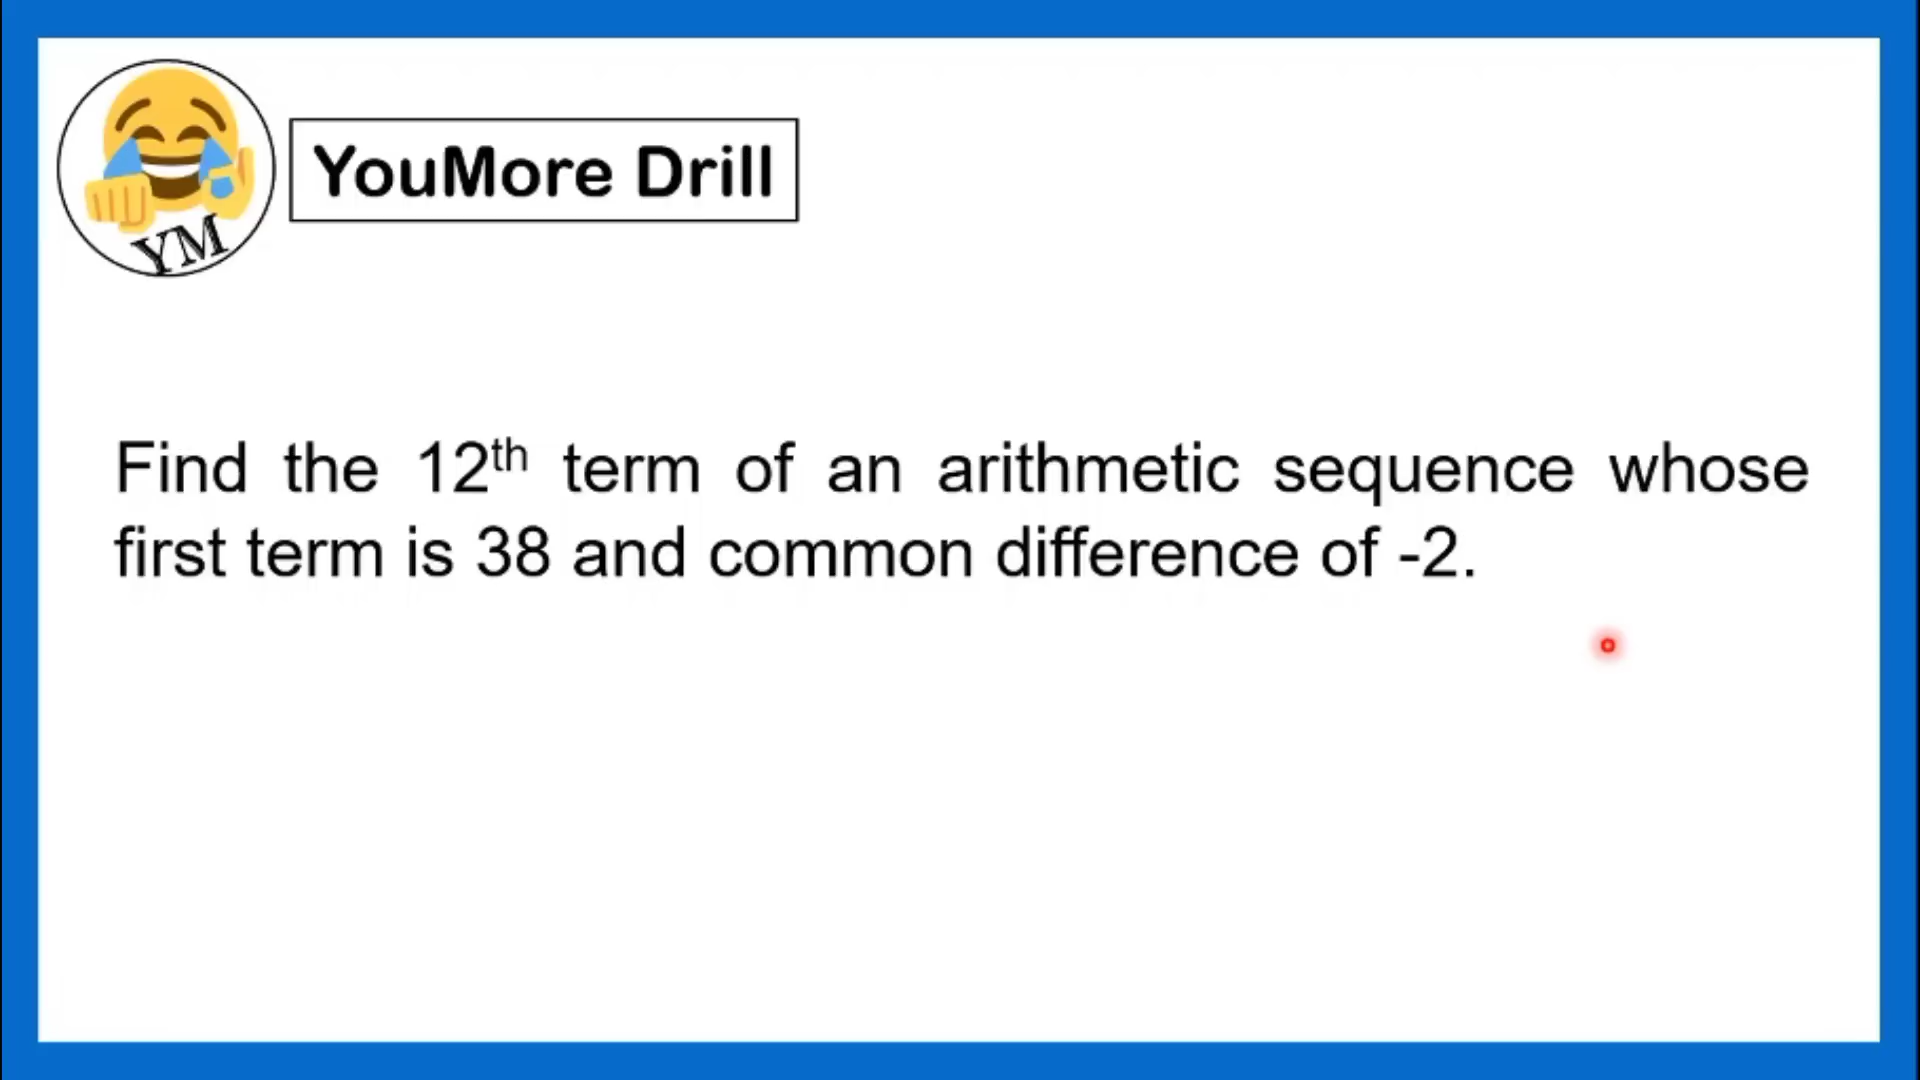 YM
YouMore Drill
Find the 12th term of an arithmetic sequence whose
first term is 38 and common difference of -2.